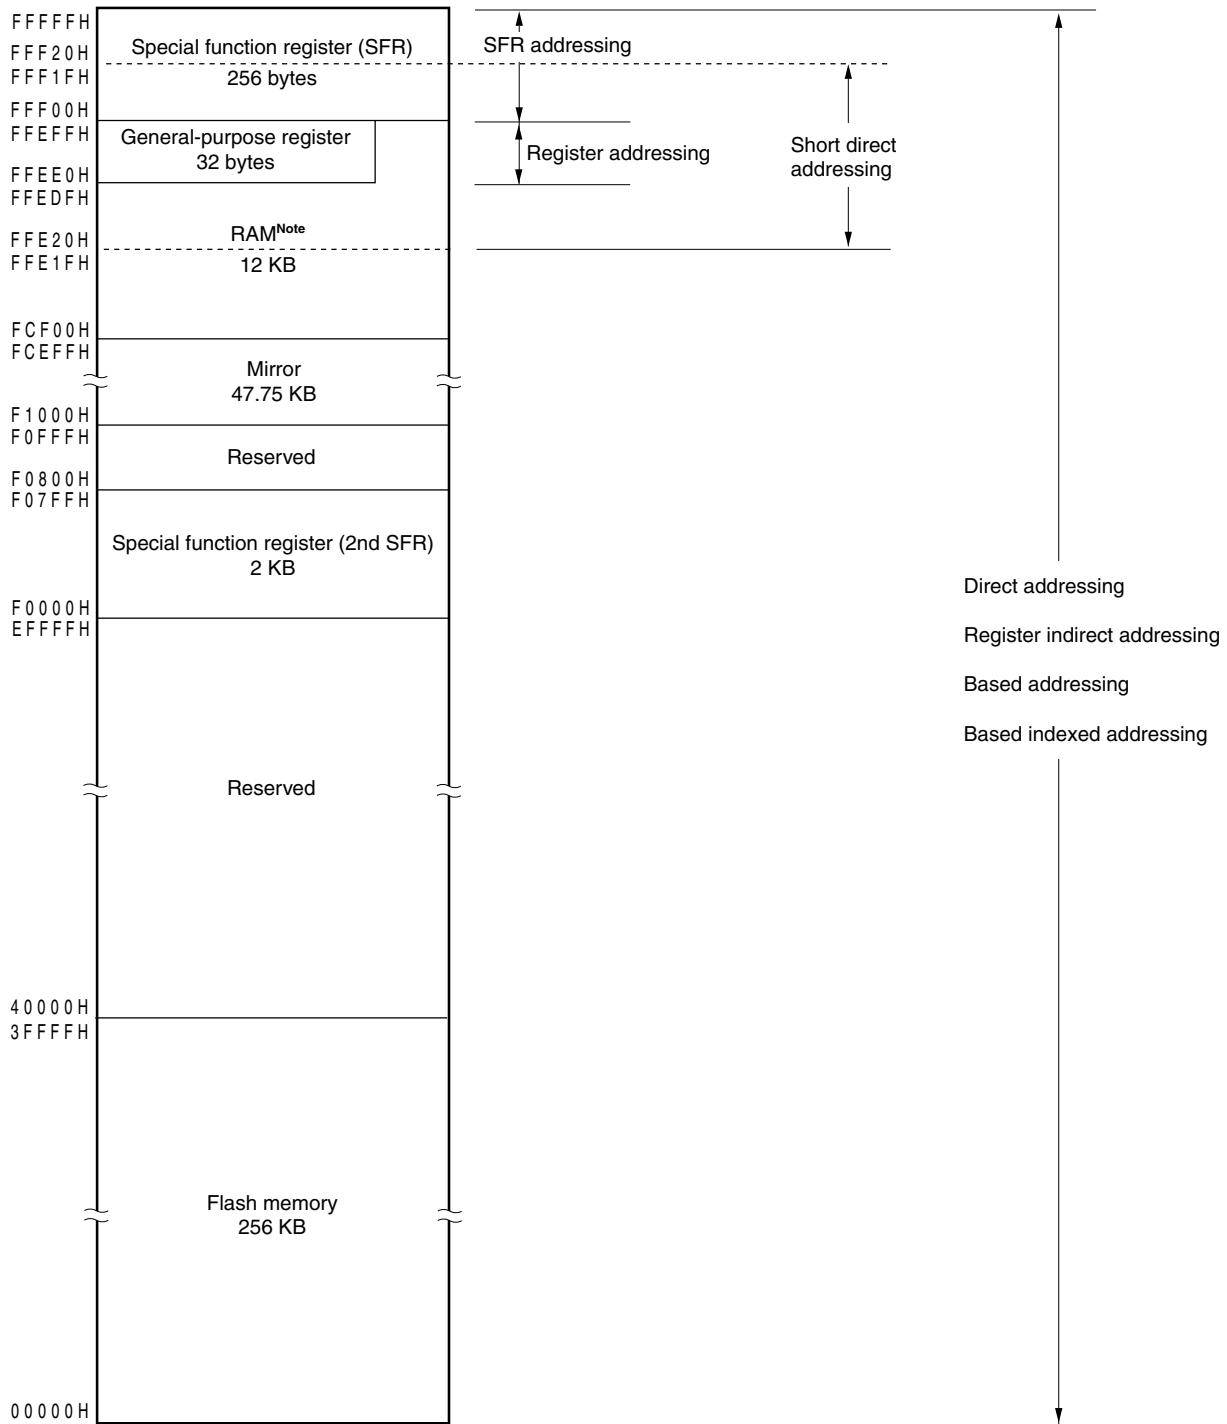 FFFFFH
Special function register (SFR)
SFR addressing
FFF20H
FFF1FH
256 bytes
FFF00H
FFEFFH
General-purpose register
32 bytes
Register addressing
Short direct
addressing
FFEE0H
FFEDFH
RAMNote
FFE20H
FFE1FH
12 KB
FCF00H
FCEFFH
Mirror
47.75 KB
F1000H
F0FFFH
Reserved
F0800H
F07FFH
Special function register (2nd SFR)
2 KB
F0000H
EFFFFH
Direct addressing
Register indirect addressing
Based addressing
Based indexed addressing
Reserved
40000H
3FFFFH
Flash memory
256 KB
00000H